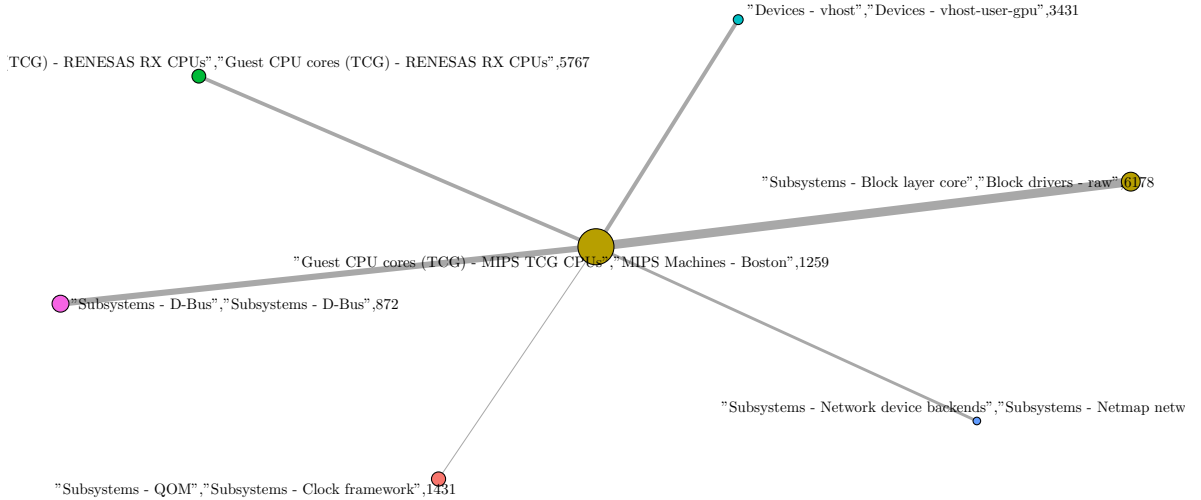 "Devices - vhost","Devices - vhost-user-gpu",3431
(TCG) - RENESAS RX CPUs","Guest CPU cores (TCG) - RENESAS RX CPUs",5767
"Subsystems - Block layer core","Block drivers - raw",6178
"Guest CPU cores (TCG) - MIPS TCG CPUs","MIPS Machines - Boston",1259
"Subsystems - D-Bus","Subsystems - D-Bus",872
"Subsystems - Network device backends","Subsystems - Netmap netw
"Subsystems - QOM","Subsystems - Clock framework",1431